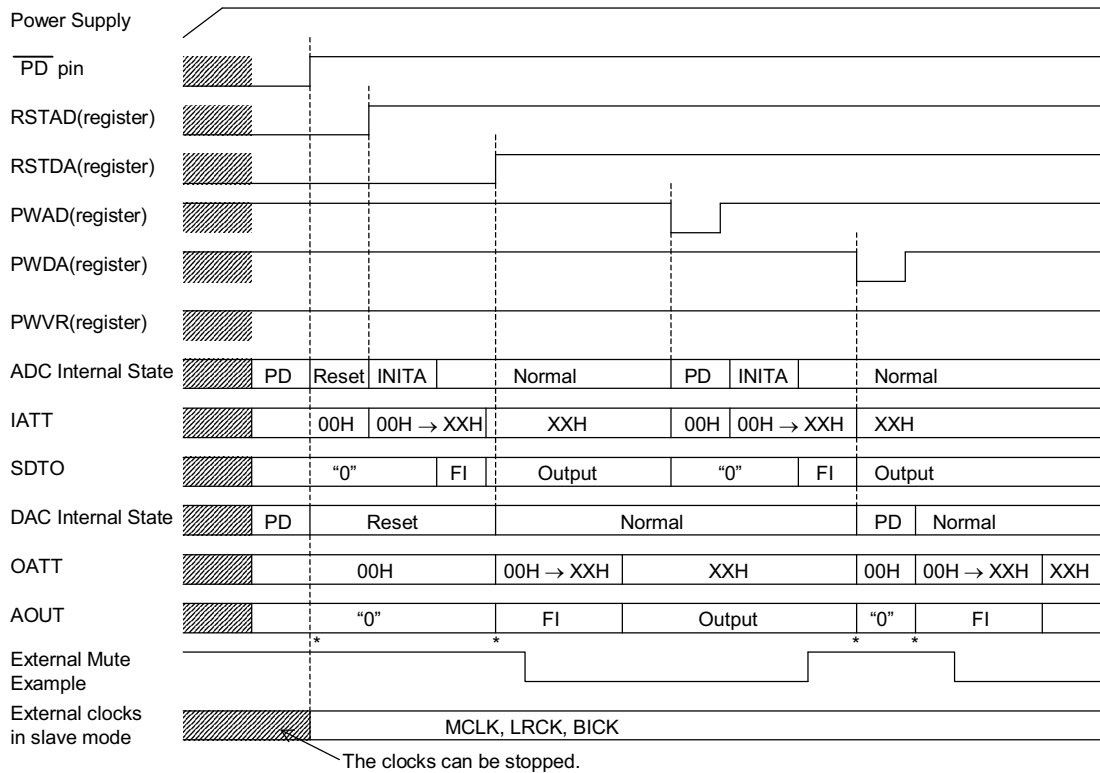 Power Supply
PD pin
RSTAD(register)
RSTDA(register)
PWAD(register)
PWDA(register)
PWVR(register)
ADC Internal State PD Reset INITA Normal PD INITA Normal
IATT 00H 00H → XXH XXH 00H 00H → XXH XXH
SDTO “0” FI Output “0” FI Output
DAC Internal State PD Reset Normal PD Normal
OATT 00H 00H → XXH XXH 00H 00H → XXH XXH
AOUT “0” FI Output “0” FI
* * * *
External Mute
Example
External clocks
in slave mode
MCLK, LRCK, BICK
The clocks can be stopped.